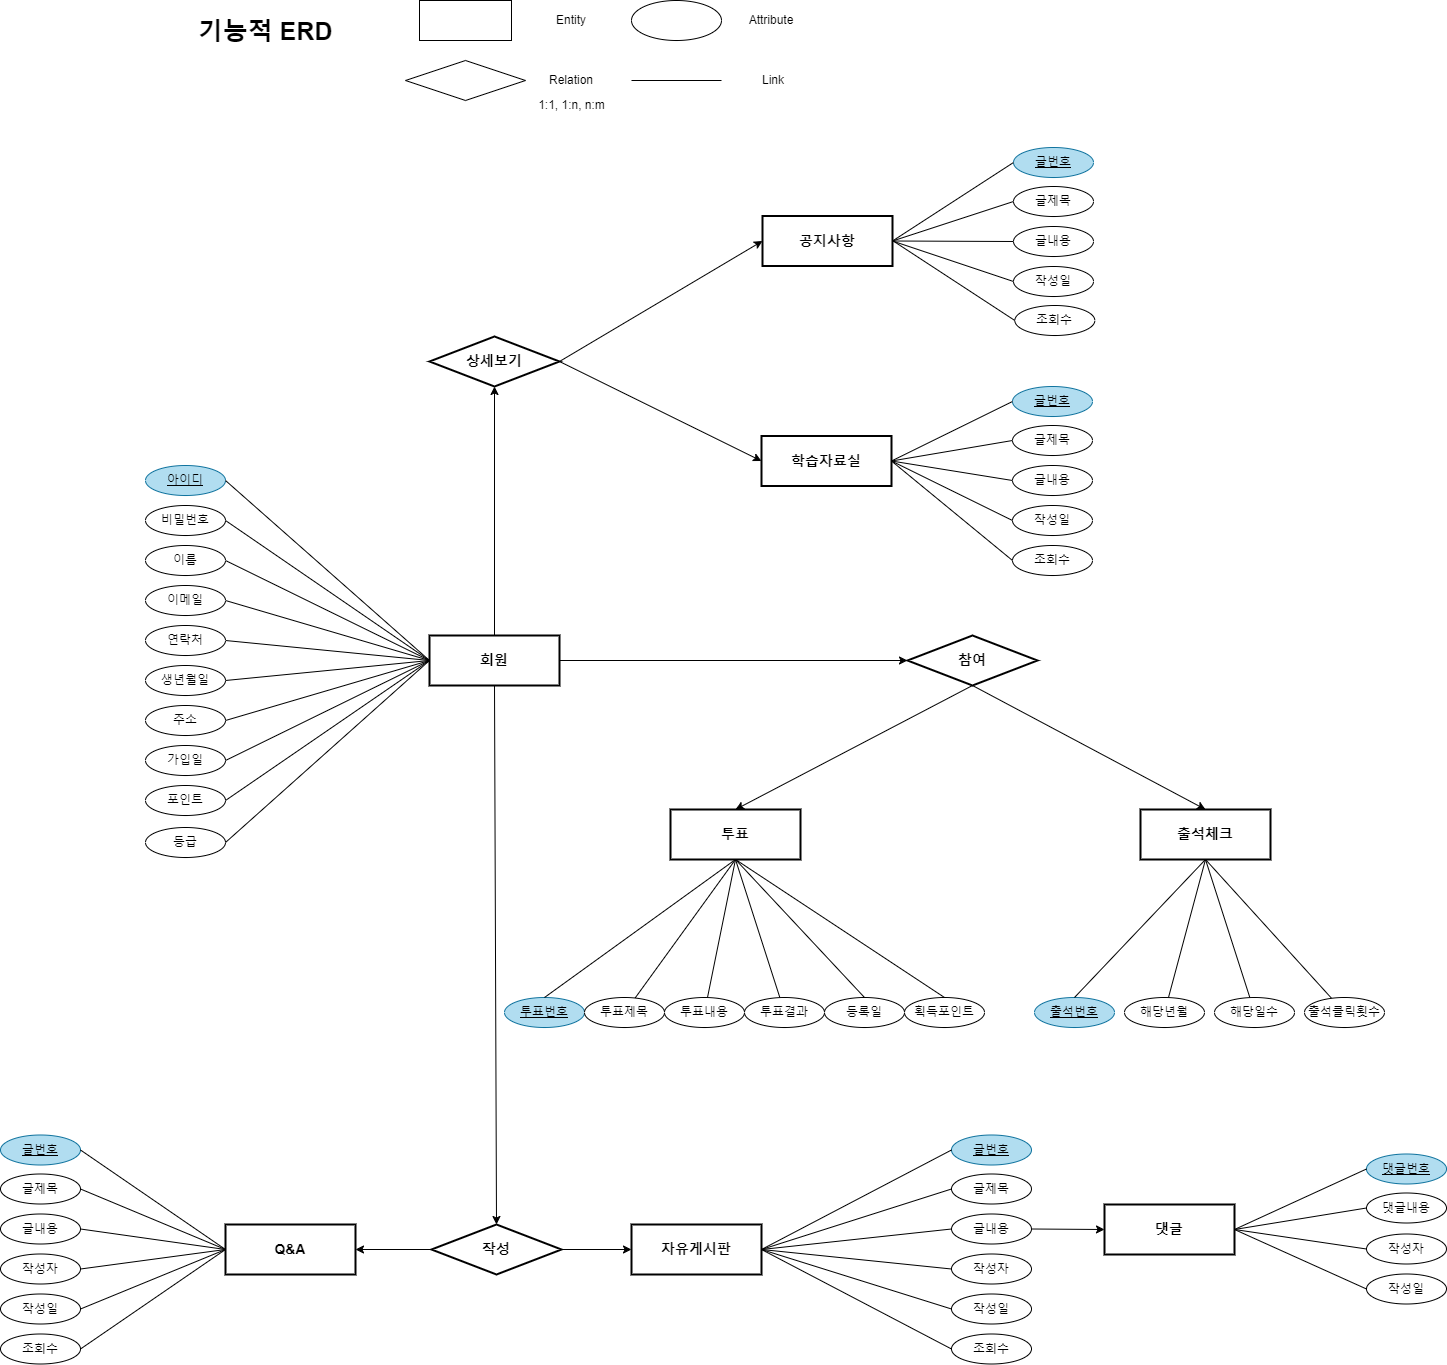 기능적 ERD
Entity
Attribute
Relation
Link
1:1, 1:n, n:m
글번호
글제목
공지사항
글내용
작성일
조회수
상세보기
글번호
글제목
학습자료실
글내용
작성일
조회수
아이디
비밀번호
이름
이메일
연락처
생년월일
주소
가입일
포인트
등급
회원
참여
투표
출석체크
투표번호
투표제목
투표내용
투표결과
등록일
획득포인트
출석번호
해당년월
해당일수
출석클릭횟수
글번호
글제목
글내용
작성자
작성일
조회수
Q&A
작성
자유게시판
글번호
글제목
글내용
작성자
작성일
조회수
댓글
댓글번호
댓글내용
작성자
작성일